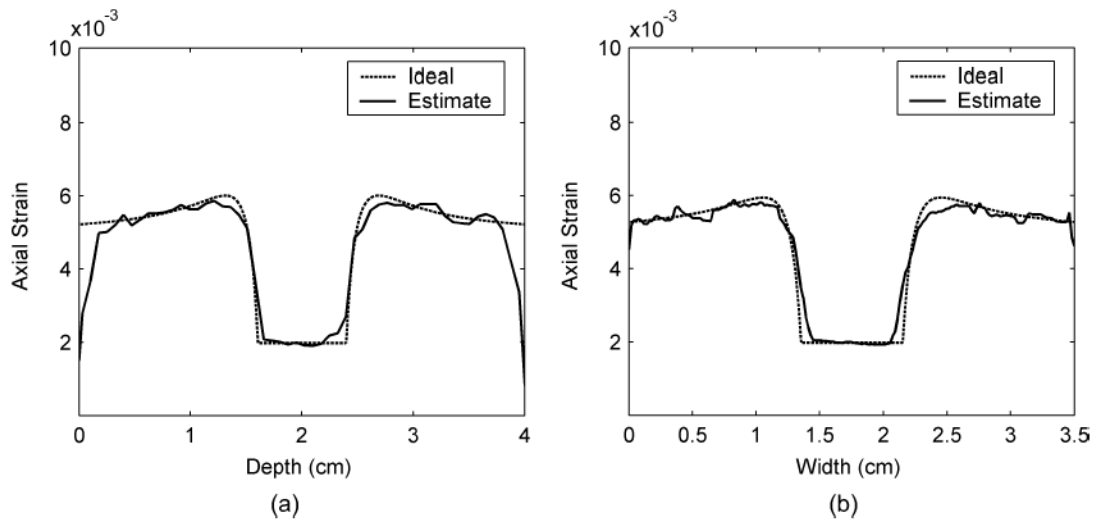 x10⁻³
10
8
6
4
2
Axial Strain
Ideal
Estimate
0 1 2 3 4
Depth (cm)
(a)
x10⁻³
10
8
6
4
2
Axial Strain
Ideal
Estimate
0 0.5 1 1.5 2 2.5 3 3.5
Width (cm)
(b)